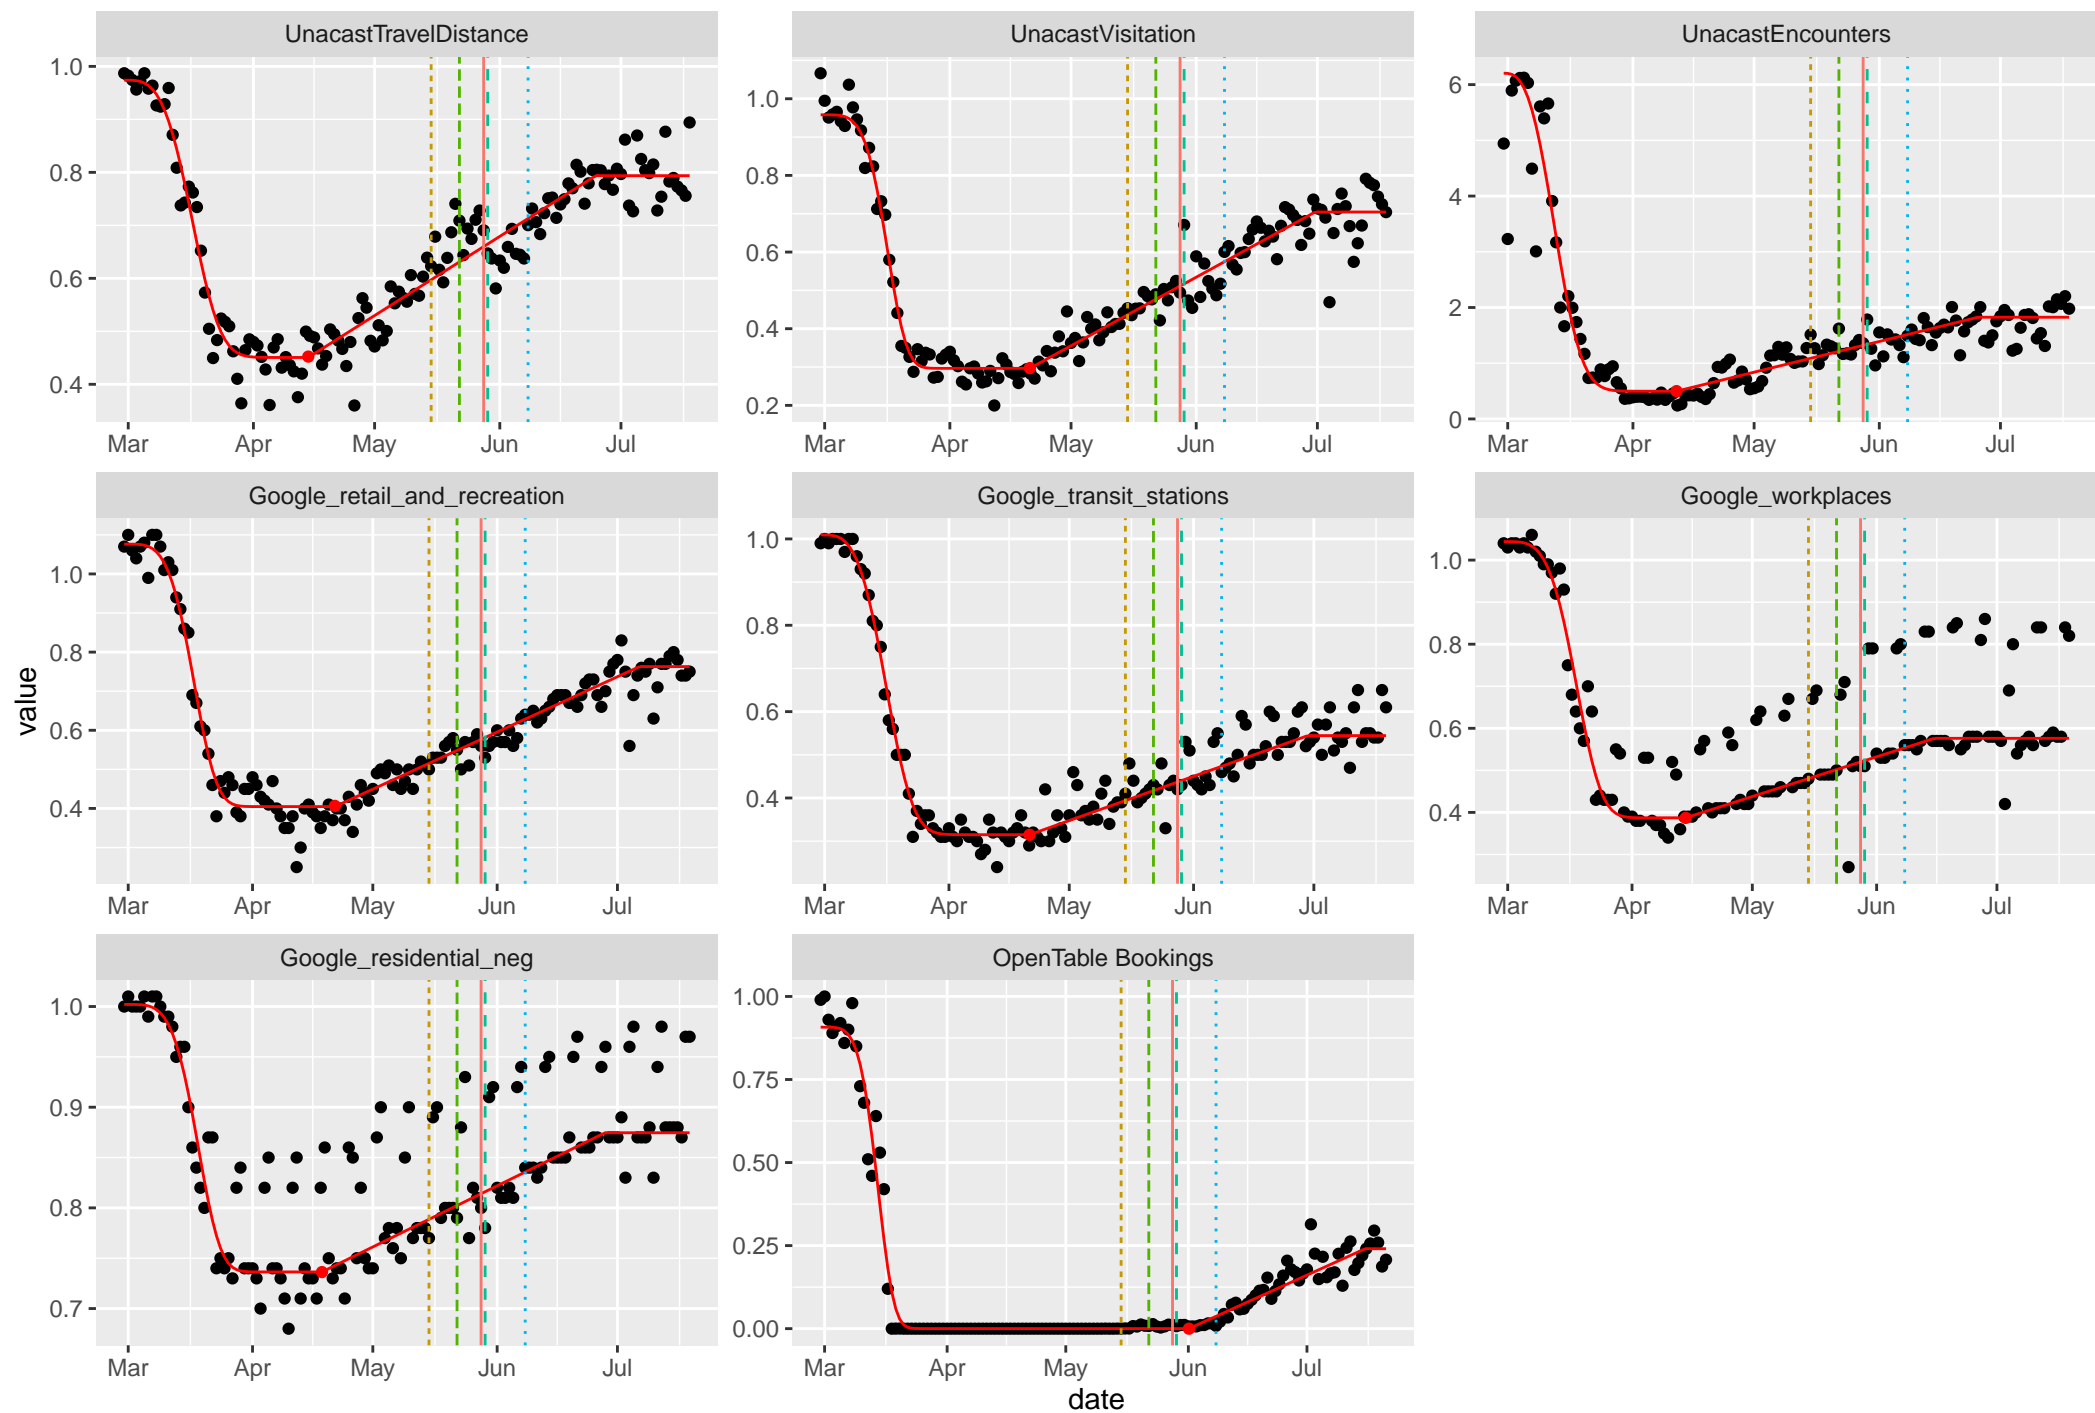 UnacastTravelDistance
UnacastVisitation
UnacastEncounters
1.0
0.8
0.6
0.4
Mar Apr May Jun Jul
1.0
0.8
0.6
0.4
0.2
Mar Apr May Jun Jul
6
4
2
0
Mar Apr May Jun Jul
Google_retail_and_recreation
Google_transit_stations
Google_workplaces
1.0
0.8
0.6
0.4
Mar Apr May Jun Jul
1.0
0.8
0.6
0.4
Mar Apr May Jun Jul
1.0
0.8
0.6
0.4
Mar Apr May Jun Jul
value
Google_residential_neg
OpenTable Bookings
1.0
0.9
0.8
0.7
Mar Apr May Jun Jul
1.00
0.75
0.50
0.25
0.00
Mar Apr May Jun Jul
date